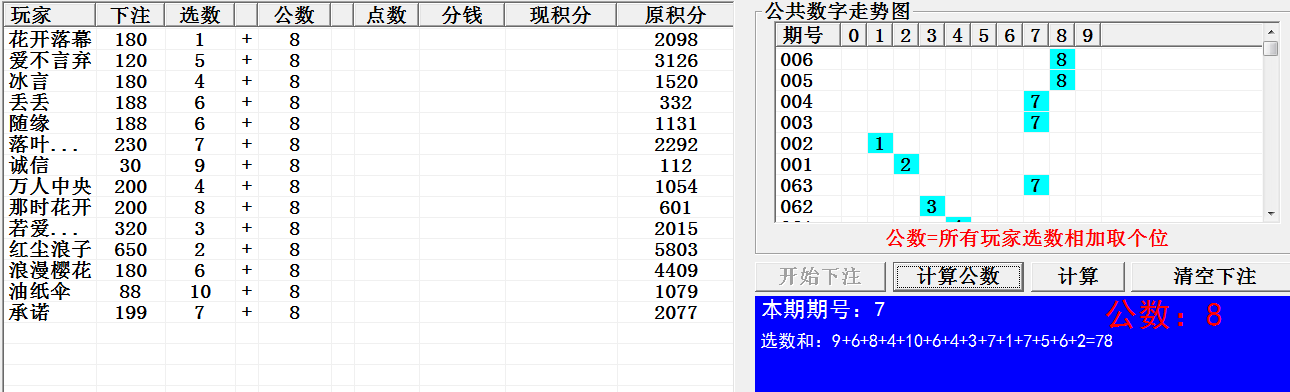 玩家 下注 选数 公数 点数 分钱 现积分 原积分
花开落幕 180 1 + 8 2098
爱不言弃 120 5 + 8 3126
冰言 180 4 + 8 1520
丢丢 188 6 + 8 332
随缘 188 6 + 8 1131
落叶... 230 7 + 8 2292
诚信 30 9 + 8 112
万人中央 200 4 + 8 1054
那时花开 200 8 + 8 601
若爱... 320 3 + 8 2015
红尘浪子 650 2 + 8 5803
浪漫樱花 180 6 + 8 4409
油纸伞 88 10 + 8 1079
承诺 199 7 + 8 2077
公共数字走势图
期号 0 1 2 3 4 5 6 7 8 9
006 8
005 8
004 7
003 7
002 1
001 2
063 7
062 3
公数=所有玩家选数相加取个位
开始下注 计算公数 计算 清空下注
本期期号：7 公数：8
选数和：9+6+8+4+10+6+4+3+7+1+7+5+6+2=78